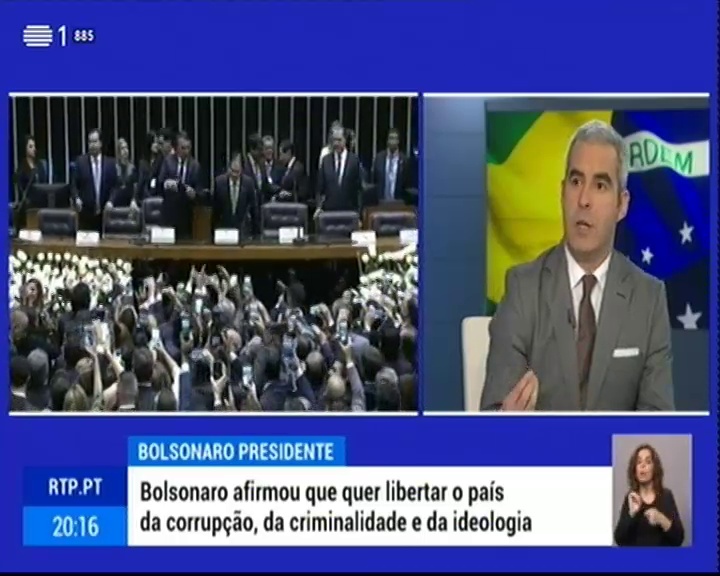 1 885
RDEM
BOLSONARO PRESIDENTE
RTP.PT
Bolsonaro afirmou que quer libertar o país
20:16
da corrupção, da criminalidade e da ideologia